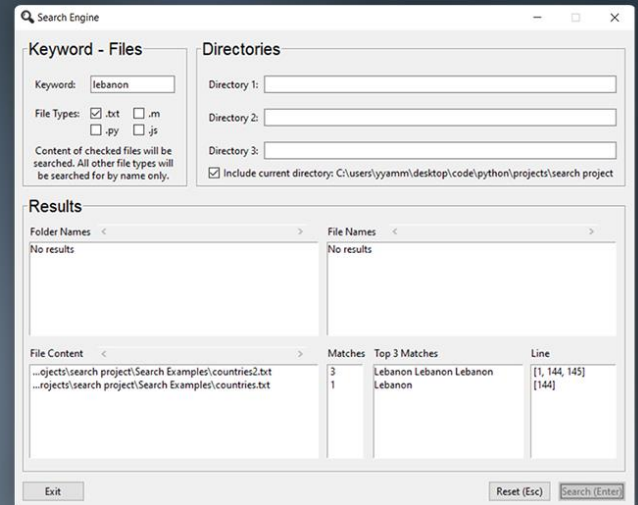 Search Engine
Keyword - Files
Keyword: lebanon
File Types: .txt .m
.py .js
Content of checked files will be
searched. All other file types will
be searched for by name only.
Directories
Directory 1:
Directory 2:
Directory 3:
Include current directory: C:\users\yyamm\desktop\code\python\projects\search project
Results
Folder Names < >
No results
File Names < >
No results
File Content < > Matches Top 3 Matches Line
...ojects\search project\Search Examples\countries2.txt 3 Lebanon Lebanon Lebanon [1, 144, 145]
...rojects\search project\Search Examples\countries.txt 1 Lebanon [144]
Exit Reset (Esc) Search (Enter)